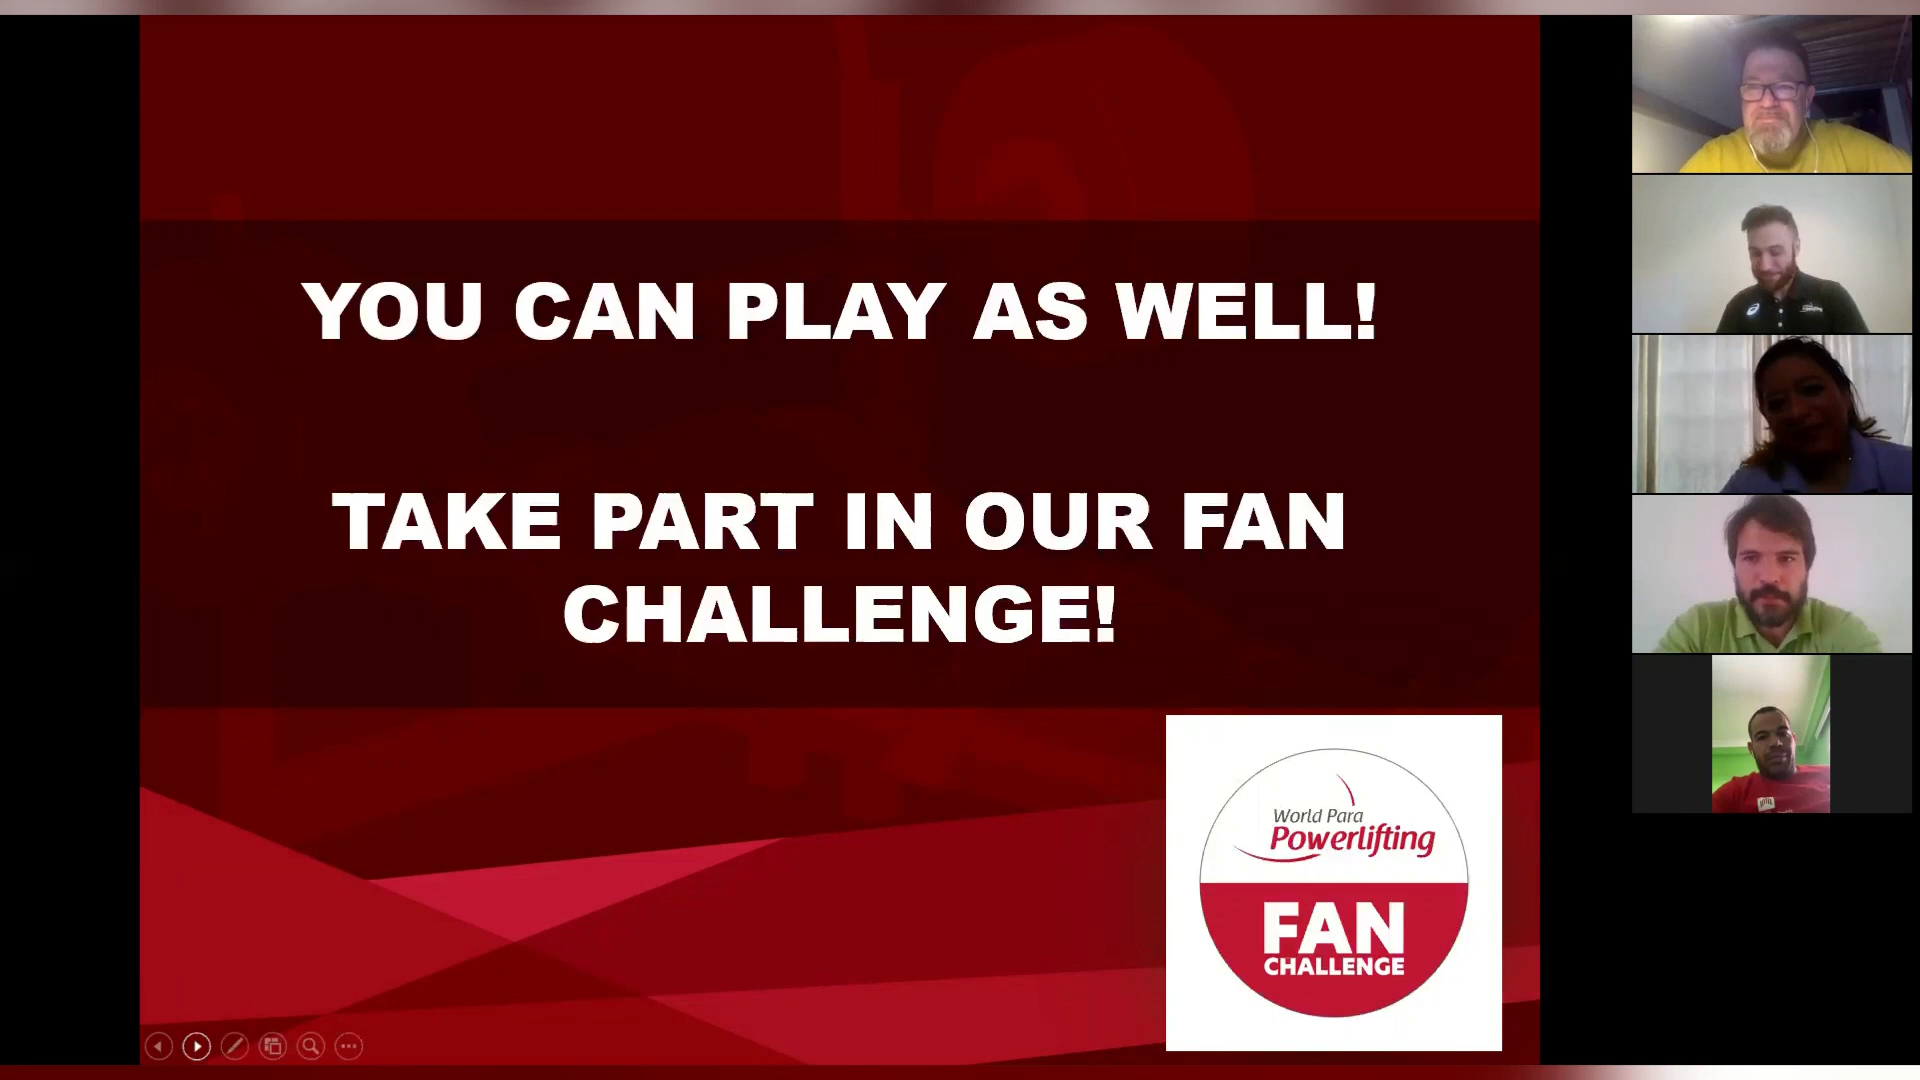 YOU CAN PLAY AS WELL!
TAKE PART IN OUR FAN
CHALLENGE!
World Para
Powerlifting
FAN
CHALLENGE